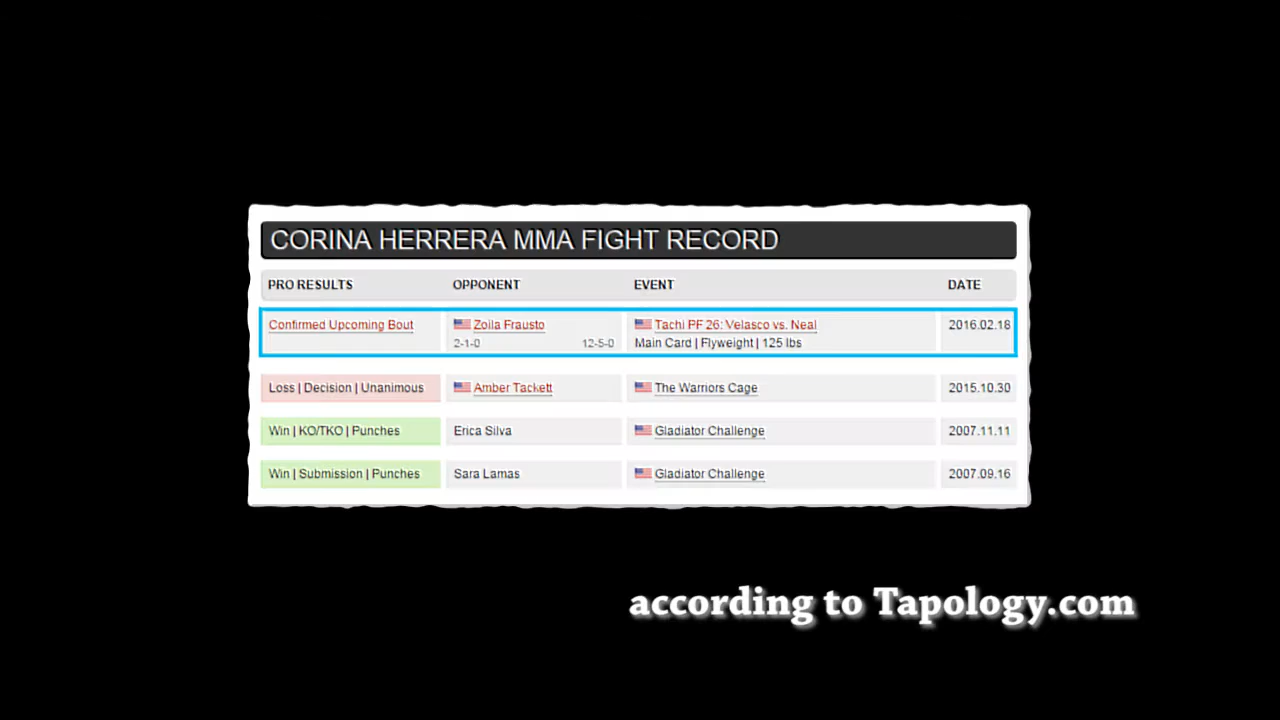 CORINA HERRERA MMA FIGHT RECORD
PRO RESULTS OPPONENT EVENT DATE
Confirmed Upcoming Bout Zoila Frausto Tachi PF 26: Velasco vs. Neal 2016.02.18
2-1-0 12-5-0 Main Card | Flyweight | 125 lbs
Loss | Decision | Unanimous Amber Tackett The Warriors Cage 2015.10.30
Win | KO/TKO | Punches Erica Silva Gladiator Challenge 2007.11.11
Win | Submission | Punches Sara Lamas Gladiator Challenge 2007.09.16
according to Tapology.com